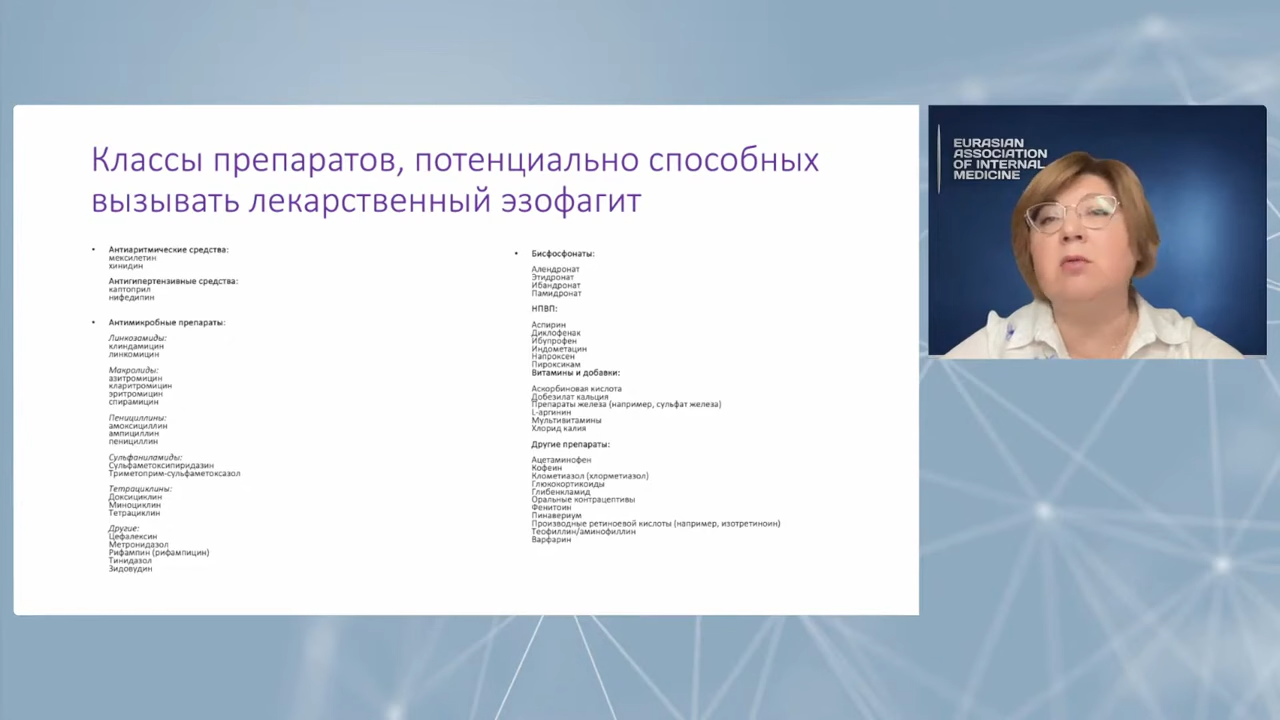 Классы препаратов, потенциально способных
вызывать лекарственный эзофагит
• Антиаритмические средства:
мексилетин
хинидин
Антигипертензивные средства:
каптоприл
нифедипин
• Антимикробные препараты:
Линкозамиды:
клиндамицин
линкомицин
Макролиды:
азитромицин
кларитромицин
эритромицин
спирамицин
Пенициллины:
амоксициллин
ампициллин
пенициллин
Сульфаниламиды:
Сульфаметоксипиридазин
Триметоприм-сульфаметоксазол
Тетрациклины:
Доксициклин
Миноциклин
Тетрациклин
Другие:
Цефалексин
Метронидазол
Рифампин (рифампицин)
Тинидазол
Зидовудин
• Бисфосфонаты:
Алендронат
Этидронат
Ибандронат
Памидронат
НПВП:
Аспирин
Диклофенак
Ибупрофен
Индометацин
Напроксен
Пироксикам
Витамины и добавки:
Аскорбиновая кислота
Добезилат кальция
Препараты железа (например, сульфат железа)
L-аргинин
Мультивитамины
Хлорид калия
Другие препараты:
Ацетаминофен
Кофеин
Клометиазол (хлорметиазол)
Глюкокортикоиды
Глибенкламид
Оральные контрацептивы
Фенитоин
Пинавериум
Производные ретиноевой кислоты (например, изотретиноин)
Теофиллин/аминофиллин
Варфарин
EURASIAN
ASSOCIATION
OF INTERNAL
MEDICINE